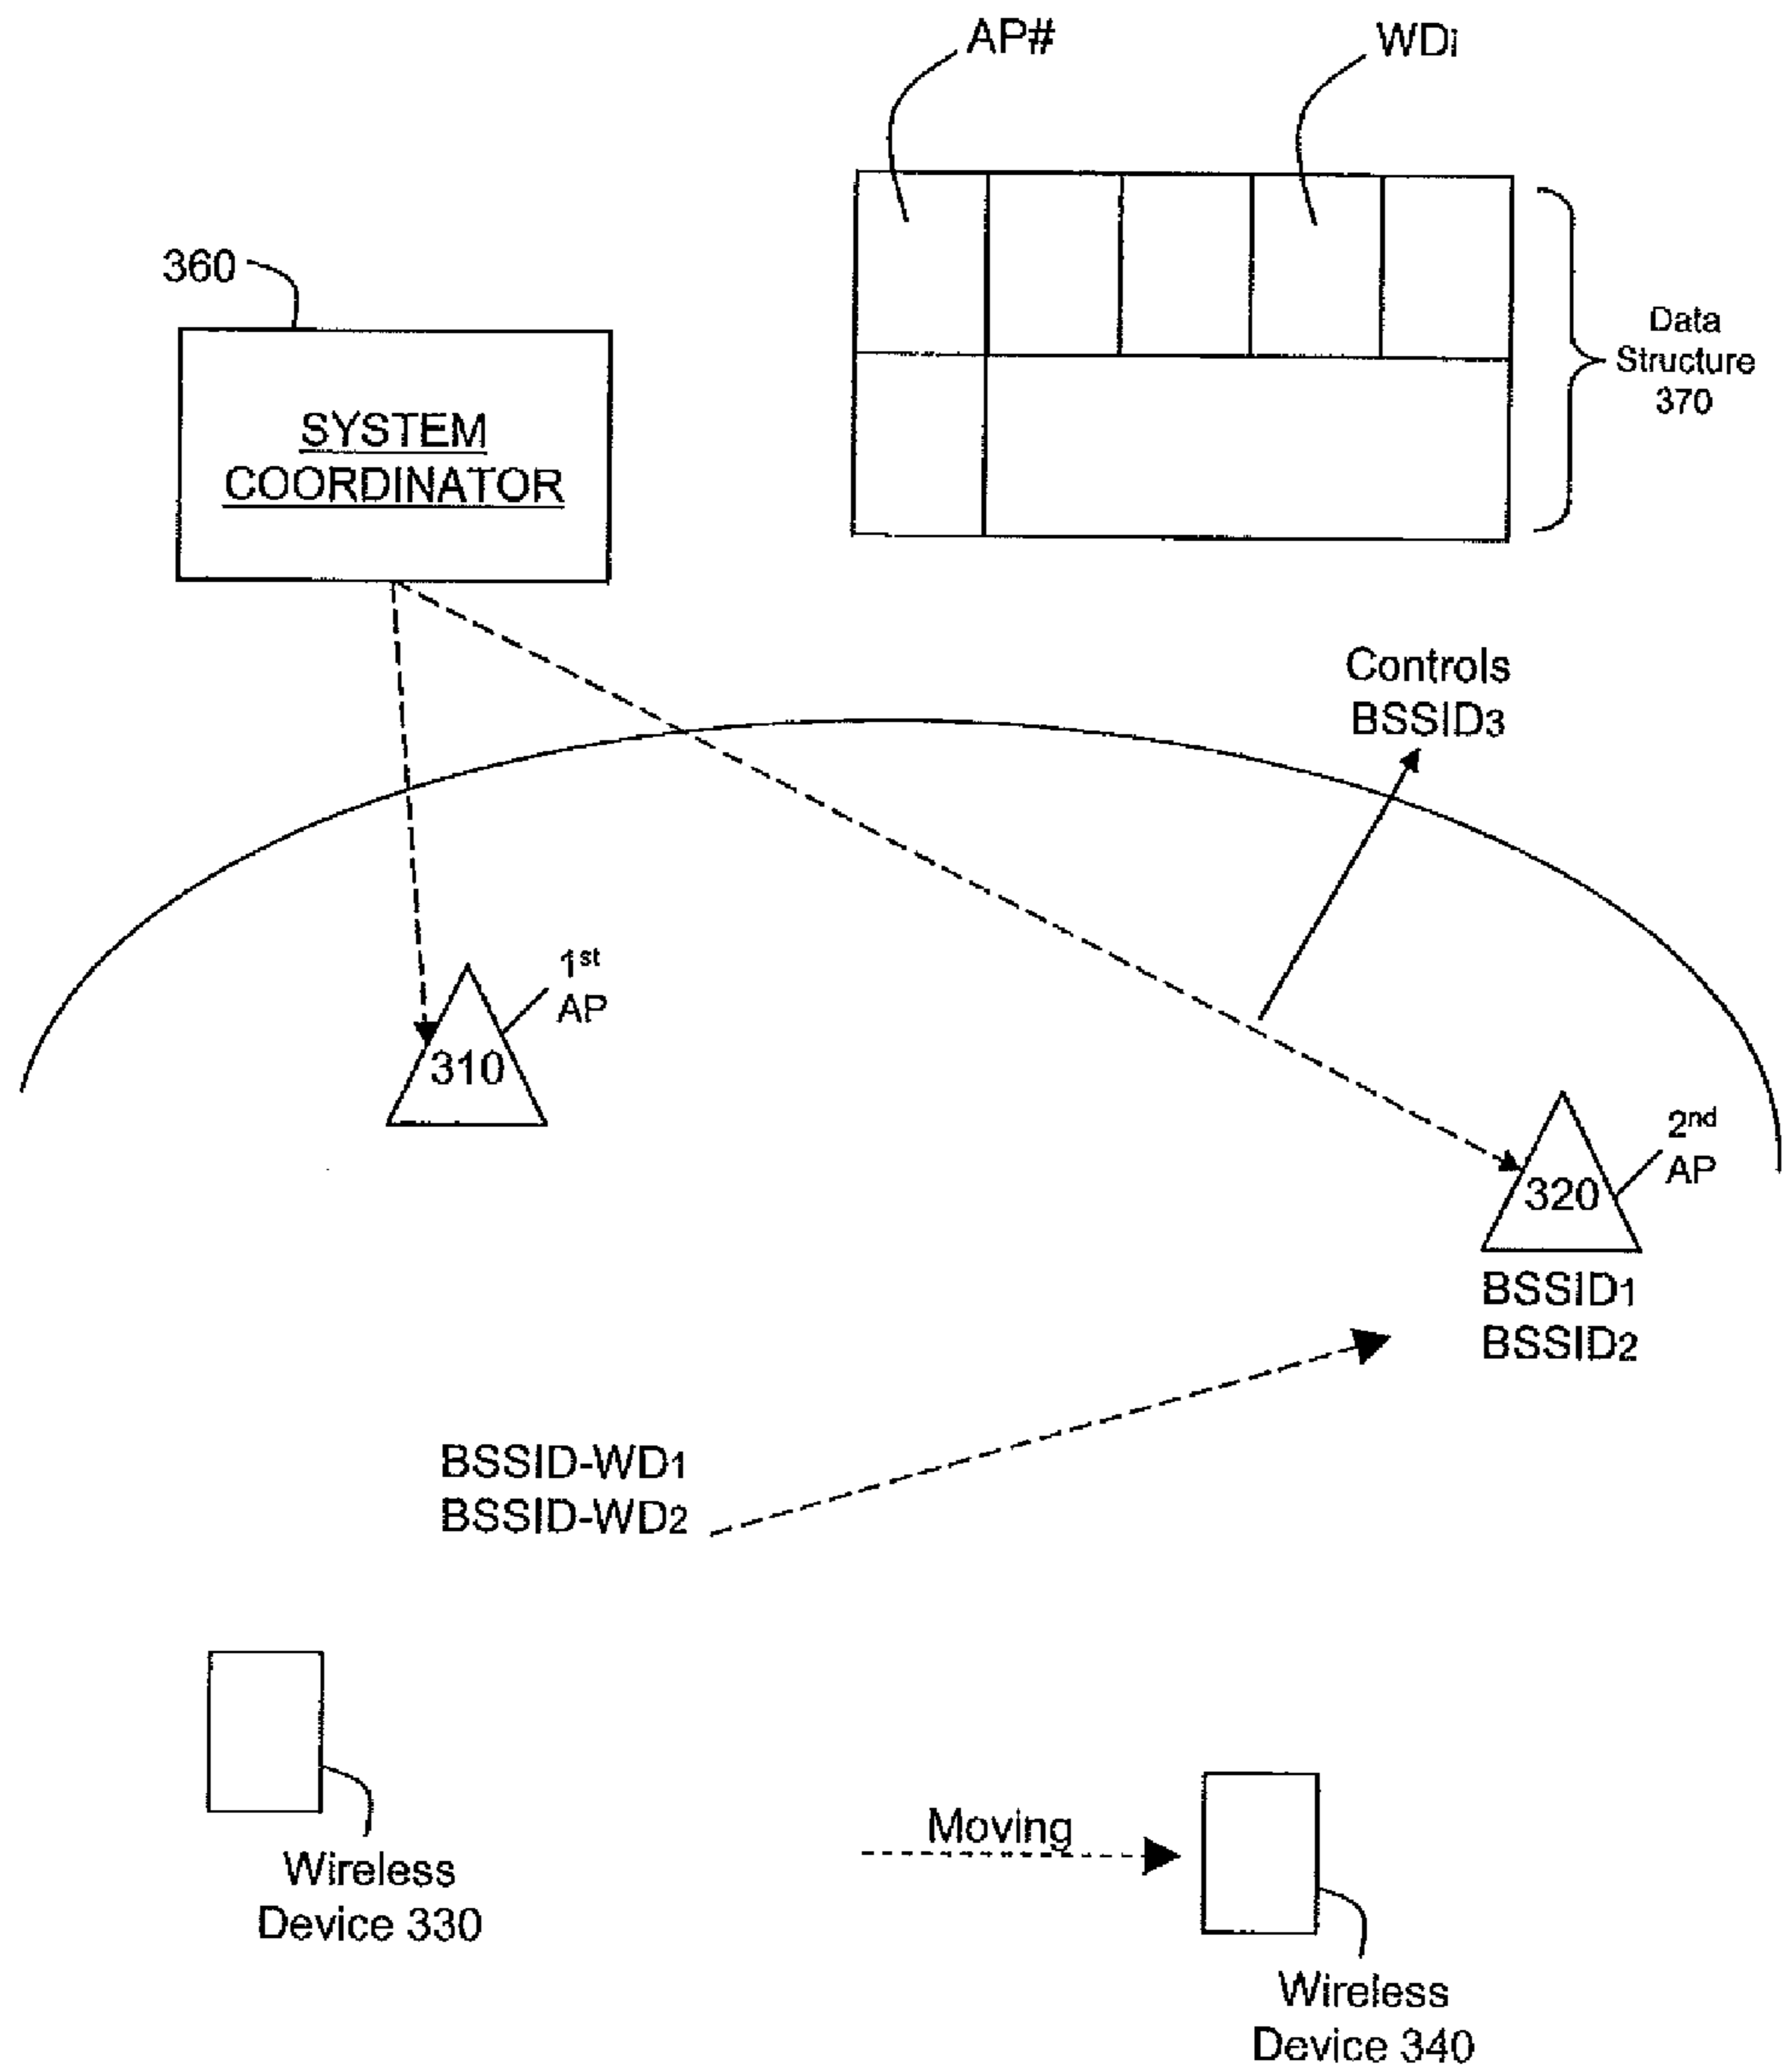 AP#
WDi
360
SYSTEM
COORDINATOR
Data
Structure
370
Controls
BSSID3
1st
AP
310
2nd
AP
320
BSSID1
BSSID2
BSSID-WD1
BSSID-WD2
Moving
Wireless
Device 330
Wireless
Device 340